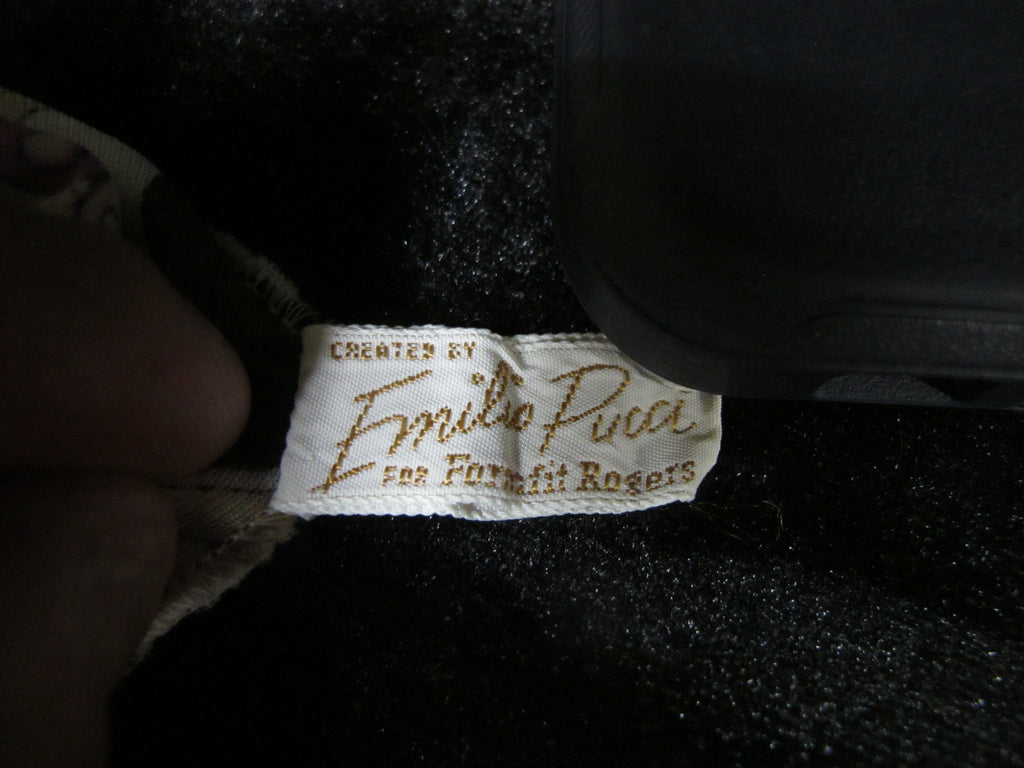 CREATED BY
Emilio Pucci
FOR Formfit Rogers